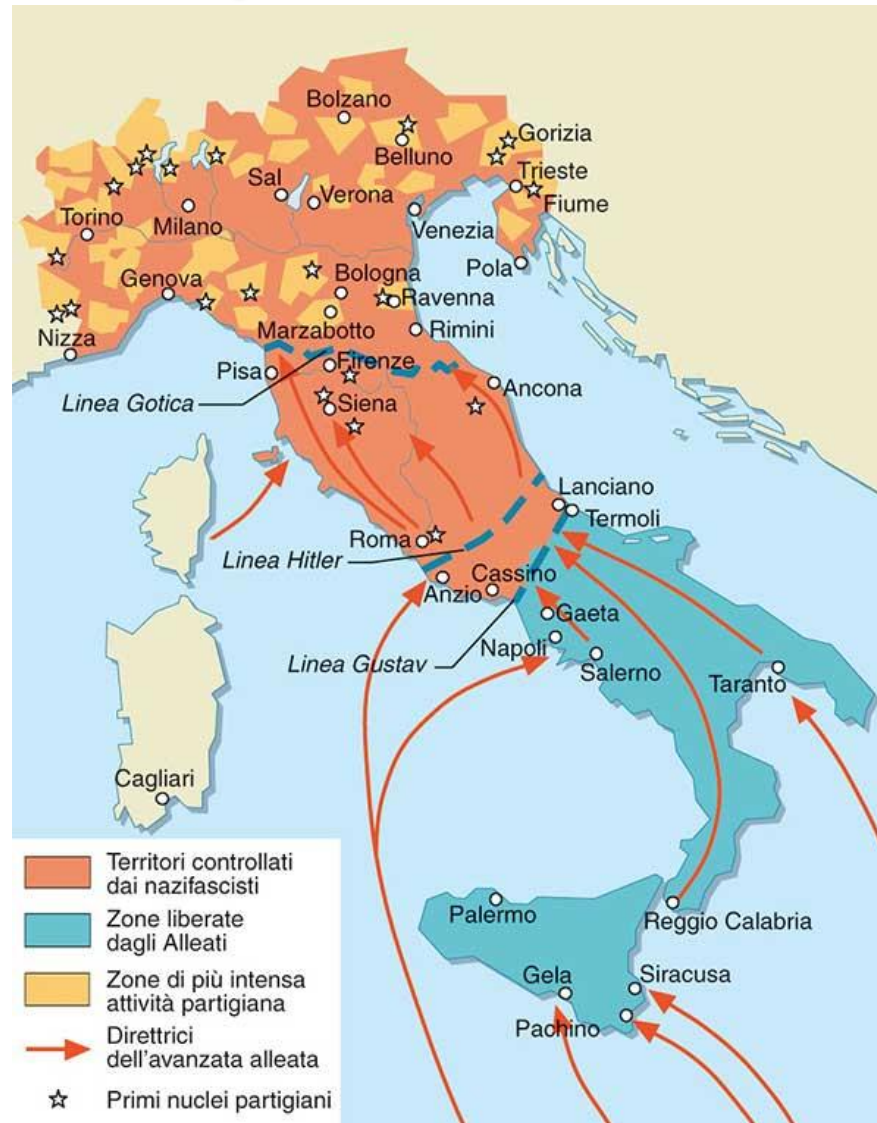 Bolzano
Gorizia
Belluno
Trieste
Sal
Verona
Fiume
Torino
Milano
Venezia
Genova
Bologna
Pola
Ravenna
Marzabotto
Nizza
Rimini
Pisa
Firenze
Ancona
Linea Gotica
Siena
Lanciano
Termoli
Roma
Linea Hitler
Cassino
Anzio
Gaeta
Napoli
Linea Gustav
Salerno
Taranto
Cagliari
Territori controllati
dai nazifascisti
Zone liberate
dagli Alleati
Zone di più intensa
attività partigiana
Direttrici
dell'avanzata alleata
Primi nuclei partigiani
Palermo
Reggio Calabria
Gela
Siracusa
Pachino